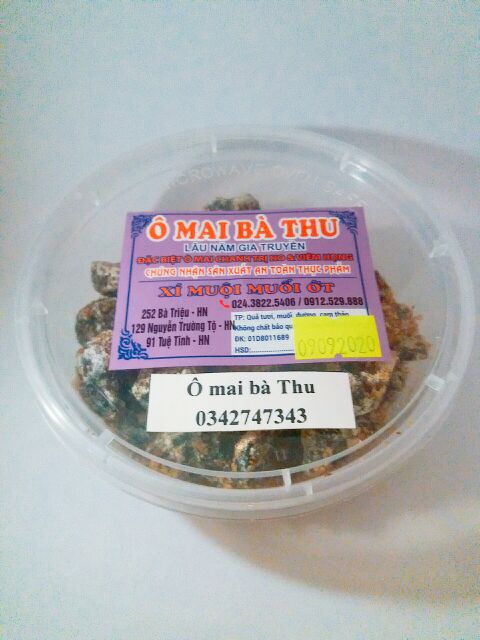 Ô MAI BÀ THU
LÂU NĂM GIA TRUYỀN
ĐẶC BIỆT Ô MAI CHANH TRỊ HO & VIÊM HỌNG
CHỨNG NHẬN SẢN XUẤT AN TOÀN THỰC PHẨM
XÍ MUỘI MUỐI ỚT
024.3822.5406 / 0912.529.888
252 Bà Triệu - HN
129 Nguyễn Trường Tộ - HN
91 Tuệ Tĩnh - HN
TP: Quả tươi, muối, đường, cam thảo
Không chất bảo
ĐK: 01D8011689
HSD:
09092020
Ô mai bà Thu
0342747343